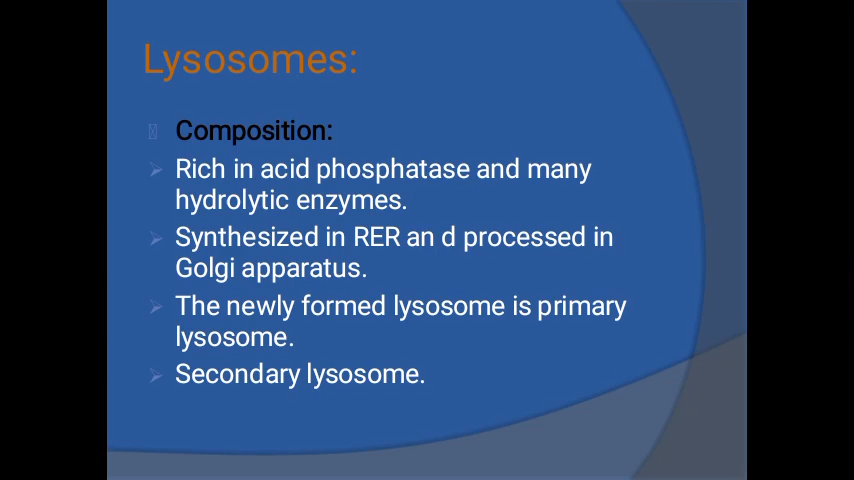 Lysosomes:
Composition:
Rich in acid phosphatase and many
hydrolytic enzymes.
Synthesized in RER an d processed in
Golgi apparatus.
The newly formed lysosome is primary
lysosome.
Secondary lysosome.